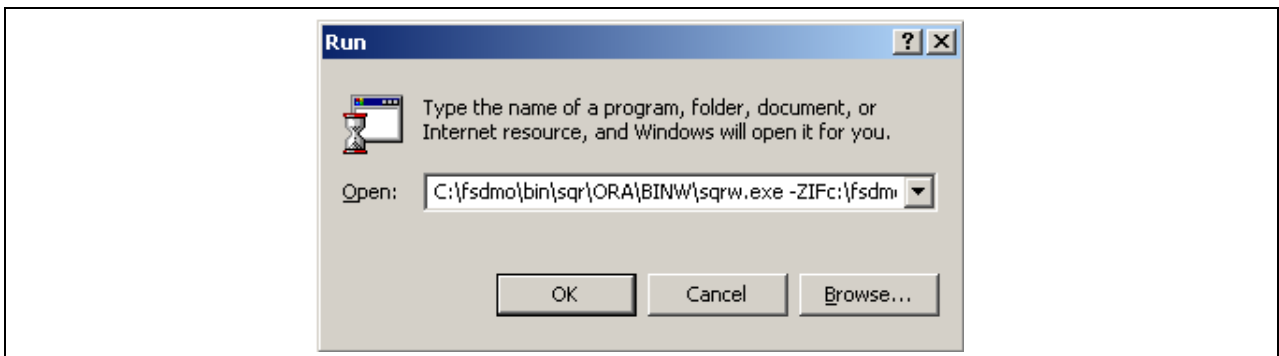 Run
Type the name of a program, folder, document, or
Internet resource, and Windows will open it for you.
Open: C:\fsdmo\bin\sqr\ORA\BINW\sqrw.exe -ZIFc:\fsdm
OK Cancel Browse...